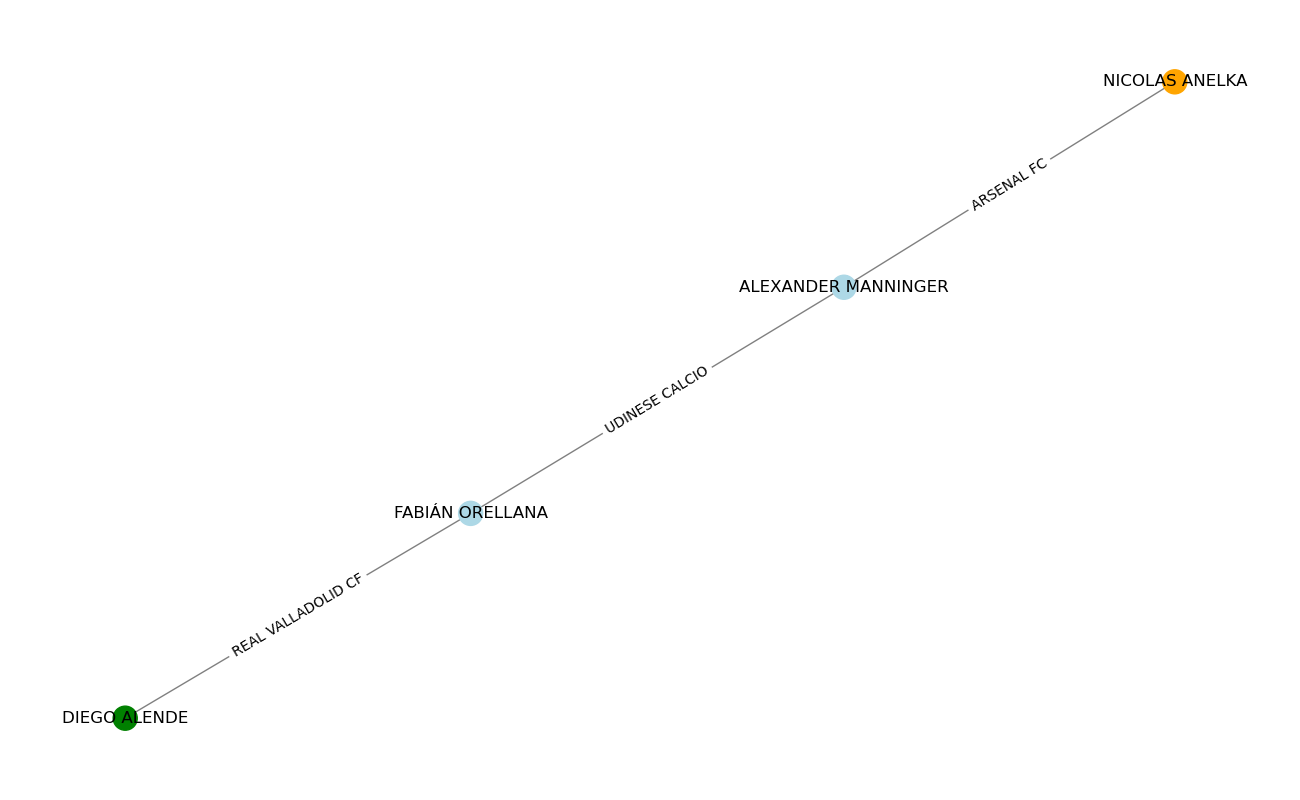 NICOLAS ANELKA
ARSENAL FC
ALEXANDER MANNINGER
UDINESE CALCIO
FABIÁN ORELLANA
REAL VALLADOLID CF
DIEGO ALENDE